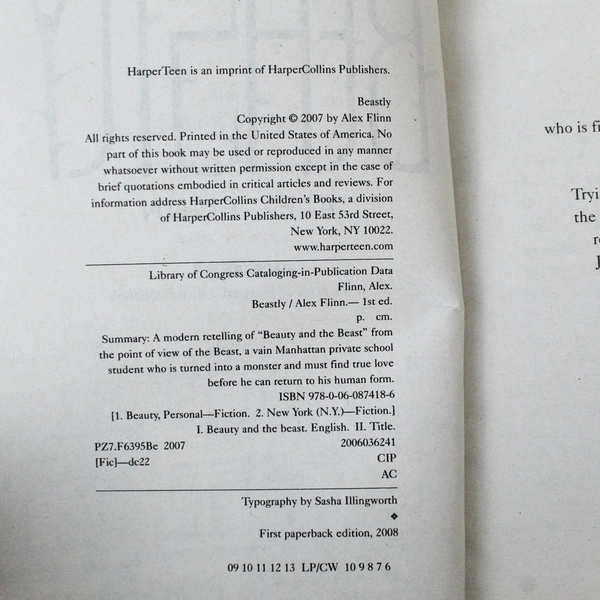 HarperTeen is an imprint of HarperCollins Publishers.
Beastly
Copyright © 2007 by Alex Flinn
All rights reserved. Printed in the United States of America. No
part of this book may be used or reproduced in any manner
whatsoever without written permission except in the case of
brief quotations embodied in critical articles and reviews. For
information address HarperCollins Children's Books, a division
of HarperCollins Publishers, 10 East 53rd Street,
New York, NY 10022.
www.harperteen.com
Library of Congress Cataloging-in-Publication Data
Flinn, Alex.
Beastly / Alex Flinn.— 1st ed.
p. cm.
Summary: A modern retelling of "Beauty and the Beast" from
the point of view of the Beast, a vain Manhattan private school
student who is turned into a monster and must find true love
before he can return to his human form.
ISBN 978-0-06-087418-6
[1. Beauty, Personal—Fiction. 2. New York (N.Y.)—Fiction.]
I. Beauty and the beast. English. II. Title.
PZ7.F6395Be 2007 2006036241
[Fic]—dc22 CIP
AC
Typography by Sasha Illingworth
❖
First paperback edition, 2008
09 10 11 12 13 LP/CW 10 9 8 7 6
who is
the